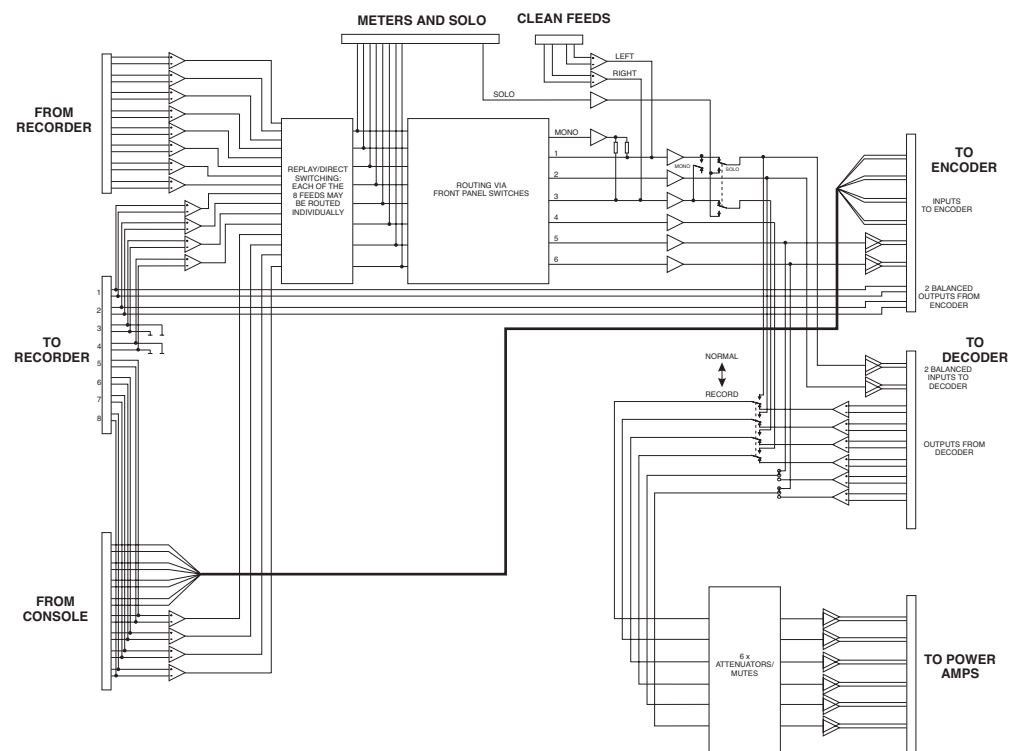 METERS AND SOLO
CLEAN FEEDS
LEFT
RIGHT
SOLO
FROM
RECORDER
MONO
REPLAY/DIRECT
SWITCHING:
EACH OF THE
8 FEEDS MAY
BE ROUTED
INDIVIDUALLY
ROUTING VIA
FRONT PANEL SWITCHES
1
2
3
4
5
6
MONO
SOLO
TO
ENCODER
INPUTS
TO ENCODER
2 BALANCED
OUTPUTS FROM
ENCODER
TO
RECORDER
1
2
3
4
5
6
7
8
NORMAL
RECORD
TO
DECODER
2 BALANCED
INPUTS TO
DECODER
OUTPUTS FROM
DECODER
FROM
CONSOLE
6 x
ATTENUATORS/
MUTES
TO POWER
AMPS